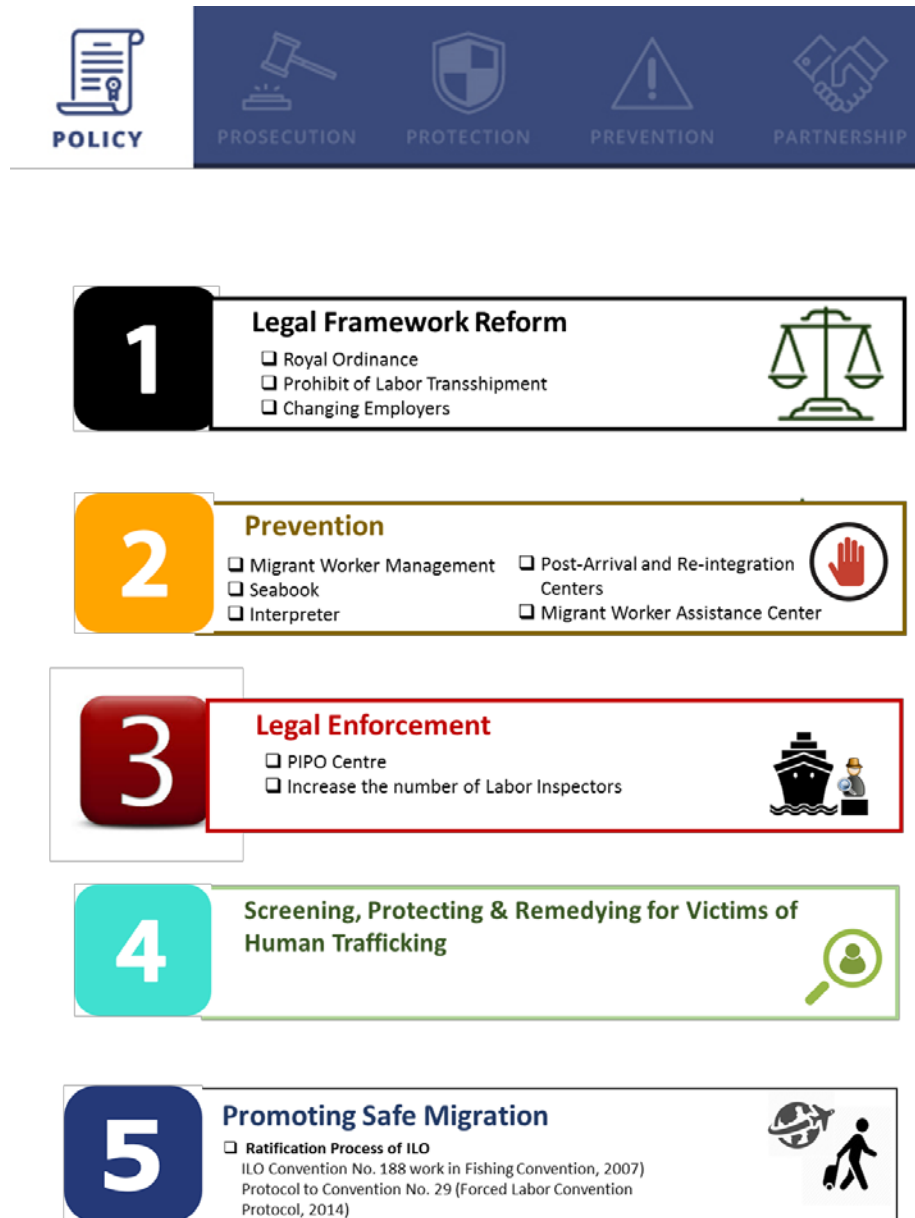 POLICY
PROSECUTION
PROTECTION
PREVENTION
PARTNERSHIP
1
Legal Framework Reform
❑ Royal Ordinance
❑ Prohibit of Labor Transshipment
❑ Changing Employers
2
Prevention
❑ Migrant Worker Management
❑ Seabook
❑ Interpreter
❑ Post-Arrival and Re-integration
Centers
❑ Migrant Worker Assistance Center
3
Legal Enforcement
❑ PIPO Centre
❑ Increase the number of Labor Inspectors
4
Screening, Protecting & Remedying for Victims of
Human Trafficking
5
Promoting Safe Migration
❑ Ratification Process of ILO
ILO Convention No. 188 work in Fishing Convention, 2007)
Protocol to Convention No. 29 (Forced Labor Convention
Protocol, 2014)